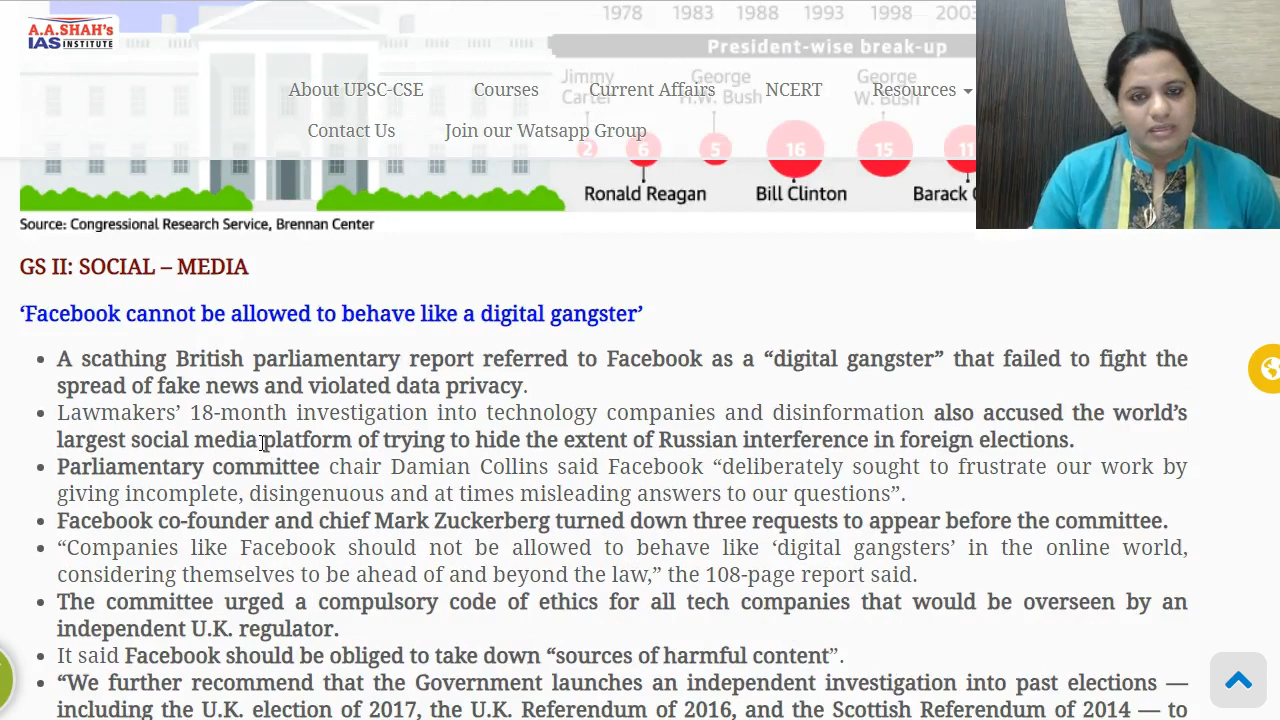 A.A.SHAH's
IAS INSTITUTE
1978 1983 1988 1993 1998 2003
President-wise break-up
About UPSC-CSE Courses Current Affairs NCERT Resources
Jimmy Carter
George H.W. Bush
George W. Bush
Contact Us Join our Watsapp Group
2 6 5 16 15 11
Ronald Reagan Bill Clinton Barack
Source: Congressional Research Service, Brennan Center
GS II: SOCIAL – MEDIA
‘Facebook cannot be allowed to behave like a digital gangster’
• A scathing British parliamentary report referred to Facebook as a “digital gangster” that failed to fight the
spread of fake news and violated data privacy.
• Lawmakers’ 18-month investigation into technology companies and disinformation also accused the world’s
largest social media platform of trying to hide the extent of Russian interference in foreign elections.
• Parliamentary committee chair Damian Collins said Facebook “deliberately sought to frustrate our work by
giving incomplete, disingenuous and at times misleading answers to our questions”.
• Facebook co-founder and chief Mark Zuckerberg turned down three requests to appear before the committee.
• “Companies like Facebook should not be allowed to behave like ‘digital gangsters’ in the online world,
considering themselves to be ahead of and beyond the law,” the 108-page report said.
• The committee urged a compulsory code of ethics for all tech companies that would be overseen by an
independent U.K. regulator.
• It said Facebook should be obliged to take down “sources of harmful content”.
• “We further recommend that the Government launches an independent investigation into past elections —
including the U.K. election of 2017, the U.K. Referendum of 2016, and the Scottish Referendum of 2014 — to